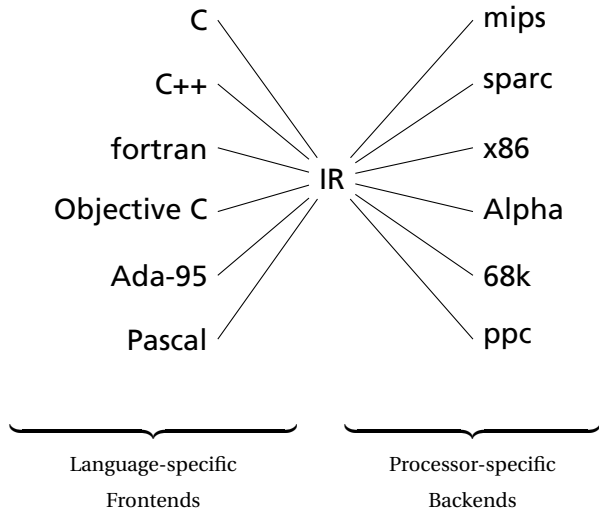 C
C++
fortran
Objective C
Ada-95
Pascal
IR
mips
sparc
x86
Alpha
68k
ppc
Language-specific
Frontends
Processor-specific
Backends